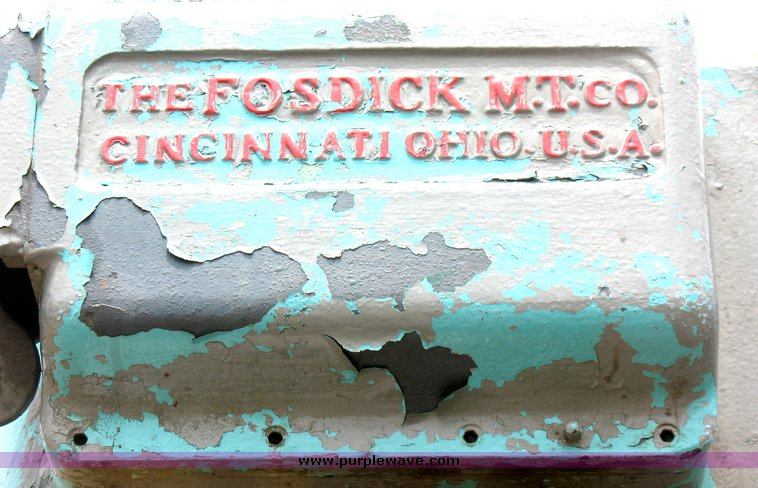 THE FOSDICK M.T. CO.
CINCINNATI OHIO. U.S.A.
www.purplewave.com